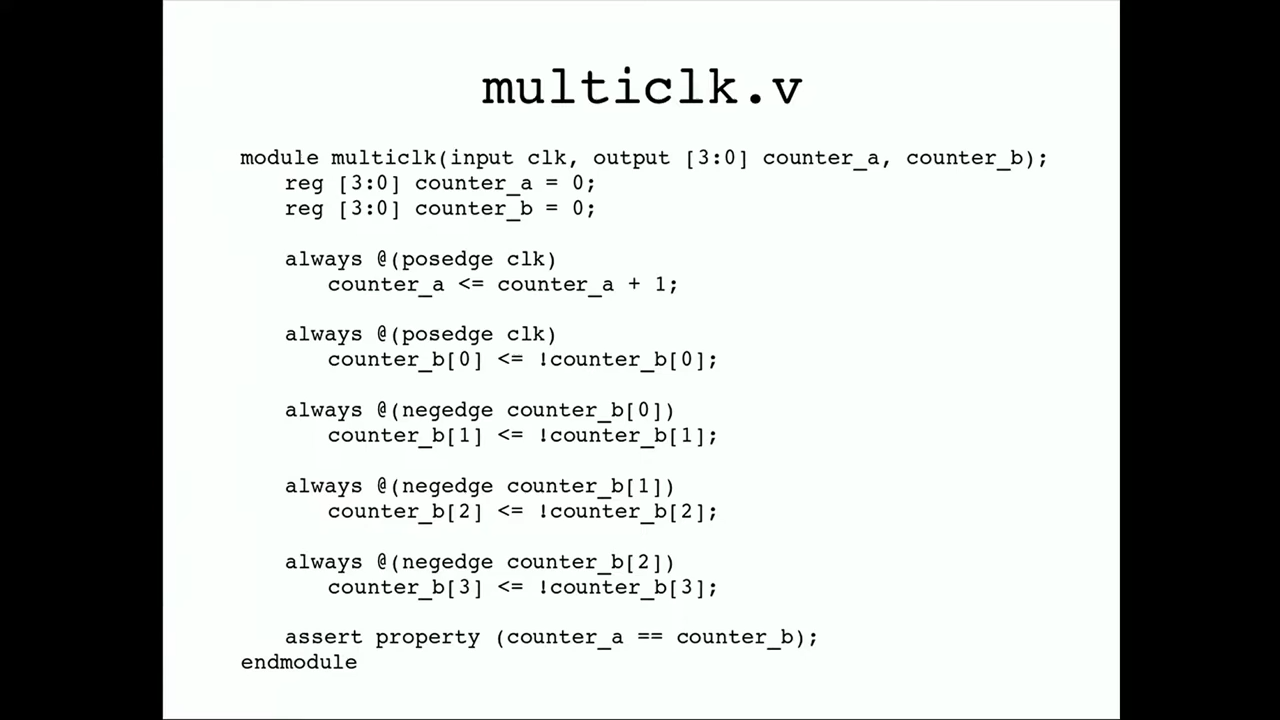 multiclk.v
module multiclk(input clk, output [3:0] counter_a, counter_b);
reg [3:0] counter_a = 0;
reg [3:0] counter_b = 0;
always @(posedge clk)
counter_a <= counter_a + 1;
always @(posedge clk)
counter_b[0] <= !counter_b[0];
always @(negedge counter_b[0])
counter_b[1] <= !counter_b[1];
always @(negedge counter_b[1])
counter_b[2] <= !counter_b[2];
always @(negedge counter_b[2])
counter_b[3] <= !counter_b[3];
assert property (counter_a == counter_b);
endmodule